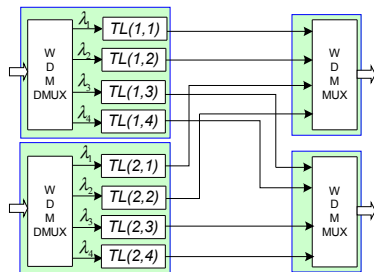 λ1 TL(1,1)
λ2 TL(1,2)
λ3 TL(1,3)
λ4 TL(1,4)
W
D
M
DMUX
W
D
M
MUX
λ1 TL(2,1)
λ2 TL(2,2)
λ3 TL(2,3)
λ4 TL(2,4)
W
D
M
DMUX
W
D
M
MUX